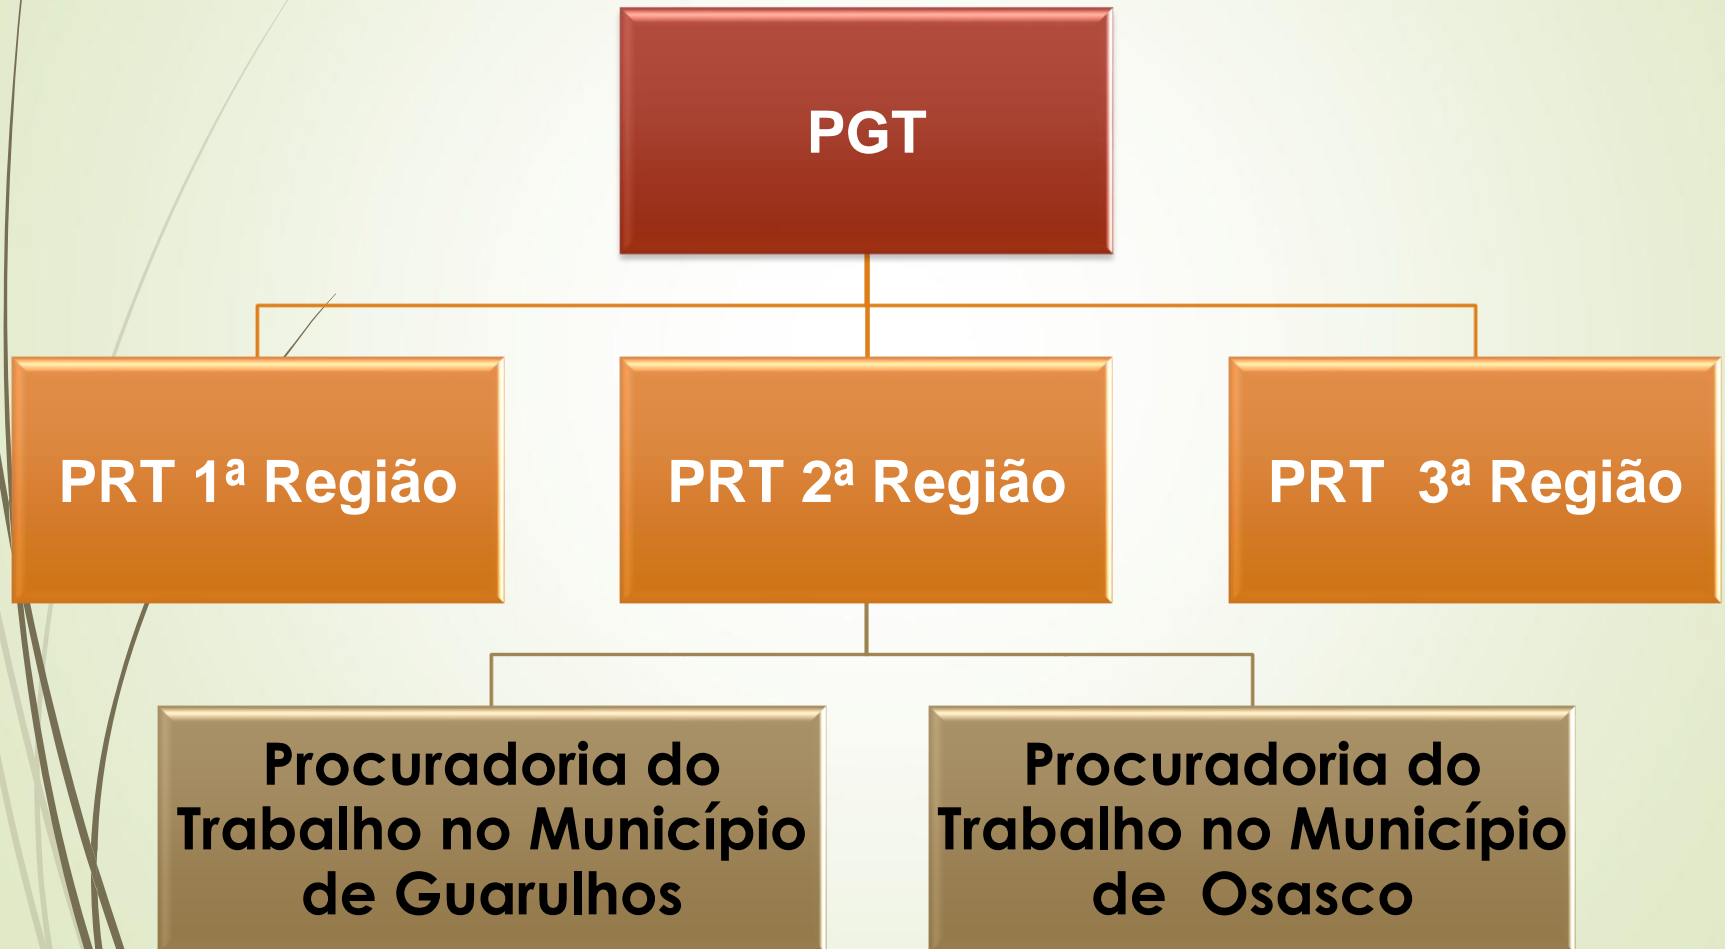 PGT
PRT 1ª Região
PRT 2ª Região
PRT 3ª Região
Procuradoria do
Trabalho no Município
de Guarulhos
Procuradoria do
Trabalho no Município
de Osasco